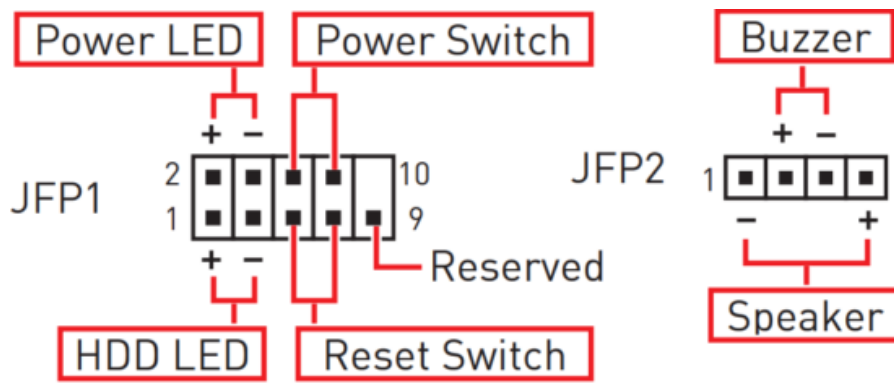 Power LED
Power Switch
Buzzer
+ −
+ −
JFP1
2
10
JFP2
1
1
9
− +
+ −
Reserved
HDD LED
Reset Switch
Speaker